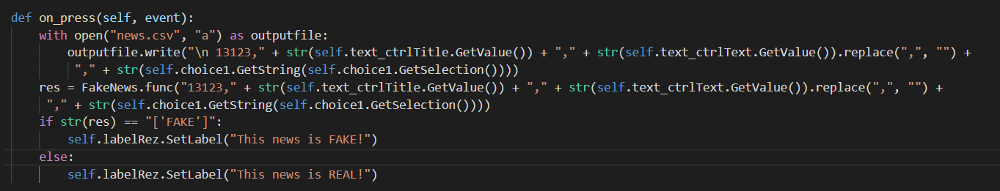 def on_press(self, event):
    with open("news.csv", "a") as outputfile:
        outputfile.write("\n 13123," + str(self.text_ctrlTitle.GetValue()) + "," + str(self.text_ctrlText.GetValue()).replace(",", "") +
         "," + str(self.choice1.GetString(self.choice1.GetSelection())))
    res = FakeNews.func("13123," + str(self.text_ctrlTitle.GetValue()) + "," + str(self.text_ctrlText.GetValue()).replace(",", "") +
     "," + str(self.choice1.GetString(self.choice1.GetSelection())))
    if str(res) == "['FAKE']":
        self.labelRez.SetLabel("This news is FAKE!")
    else:
        self.labelRez.SetLabel("This news is REAL!")